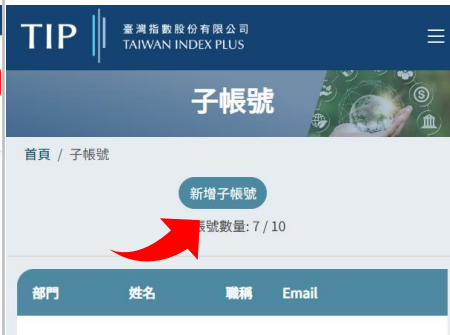 TIP
臺灣指數股份有限公司
TAIWAN INDEX PLUS
子帳號
首頁 / 子帳號
新增子帳號
帳號數量: 7 / 10
部門 姓名 職稱 Email